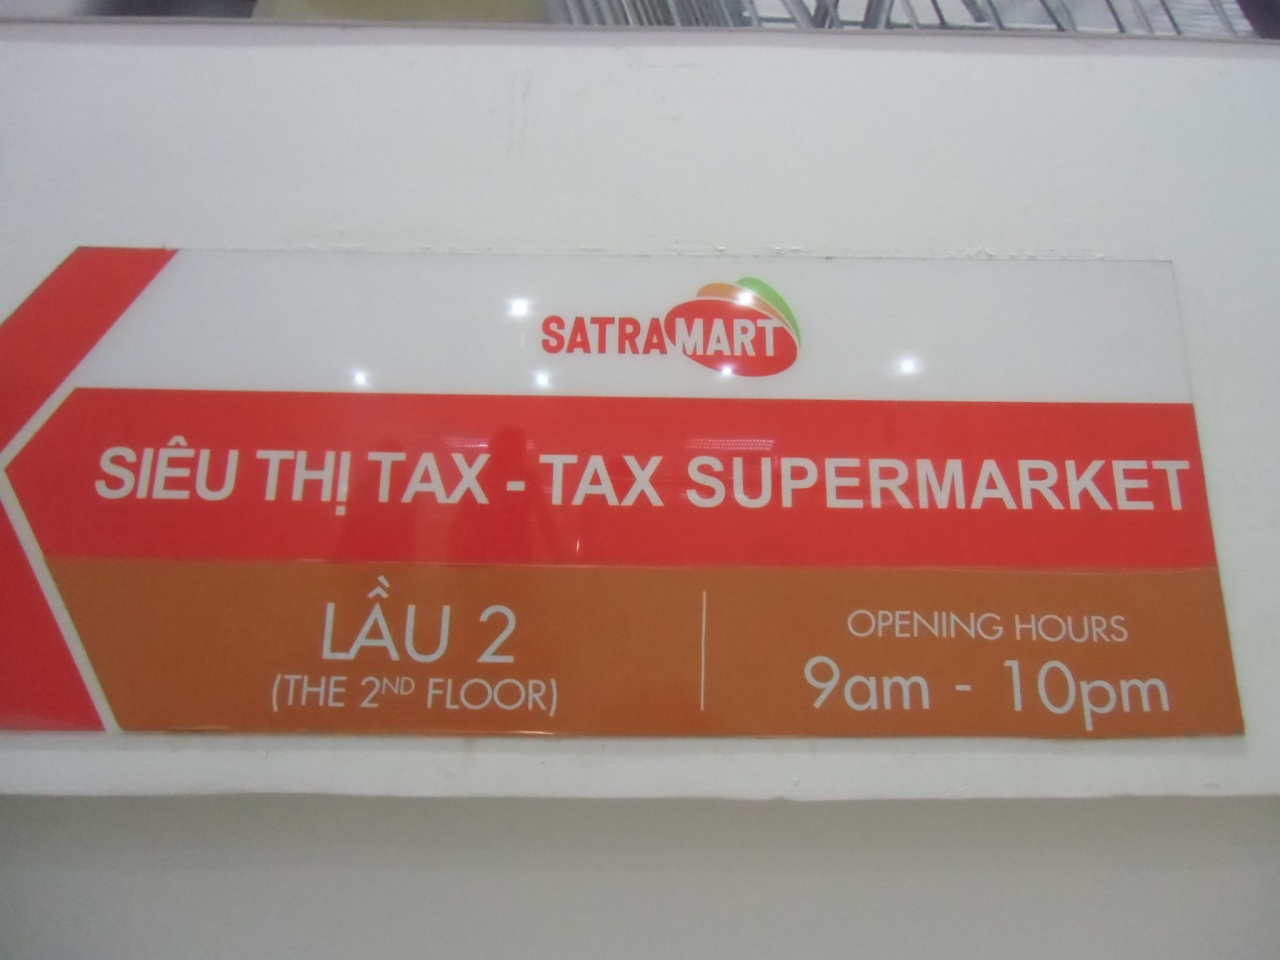 SATRAMART
SIÊU THỊ TAX - TAX SUPERMARKET
LẦU 2
(THE 2ND FLOOR)
OPENING HOURS
9am - 10pm